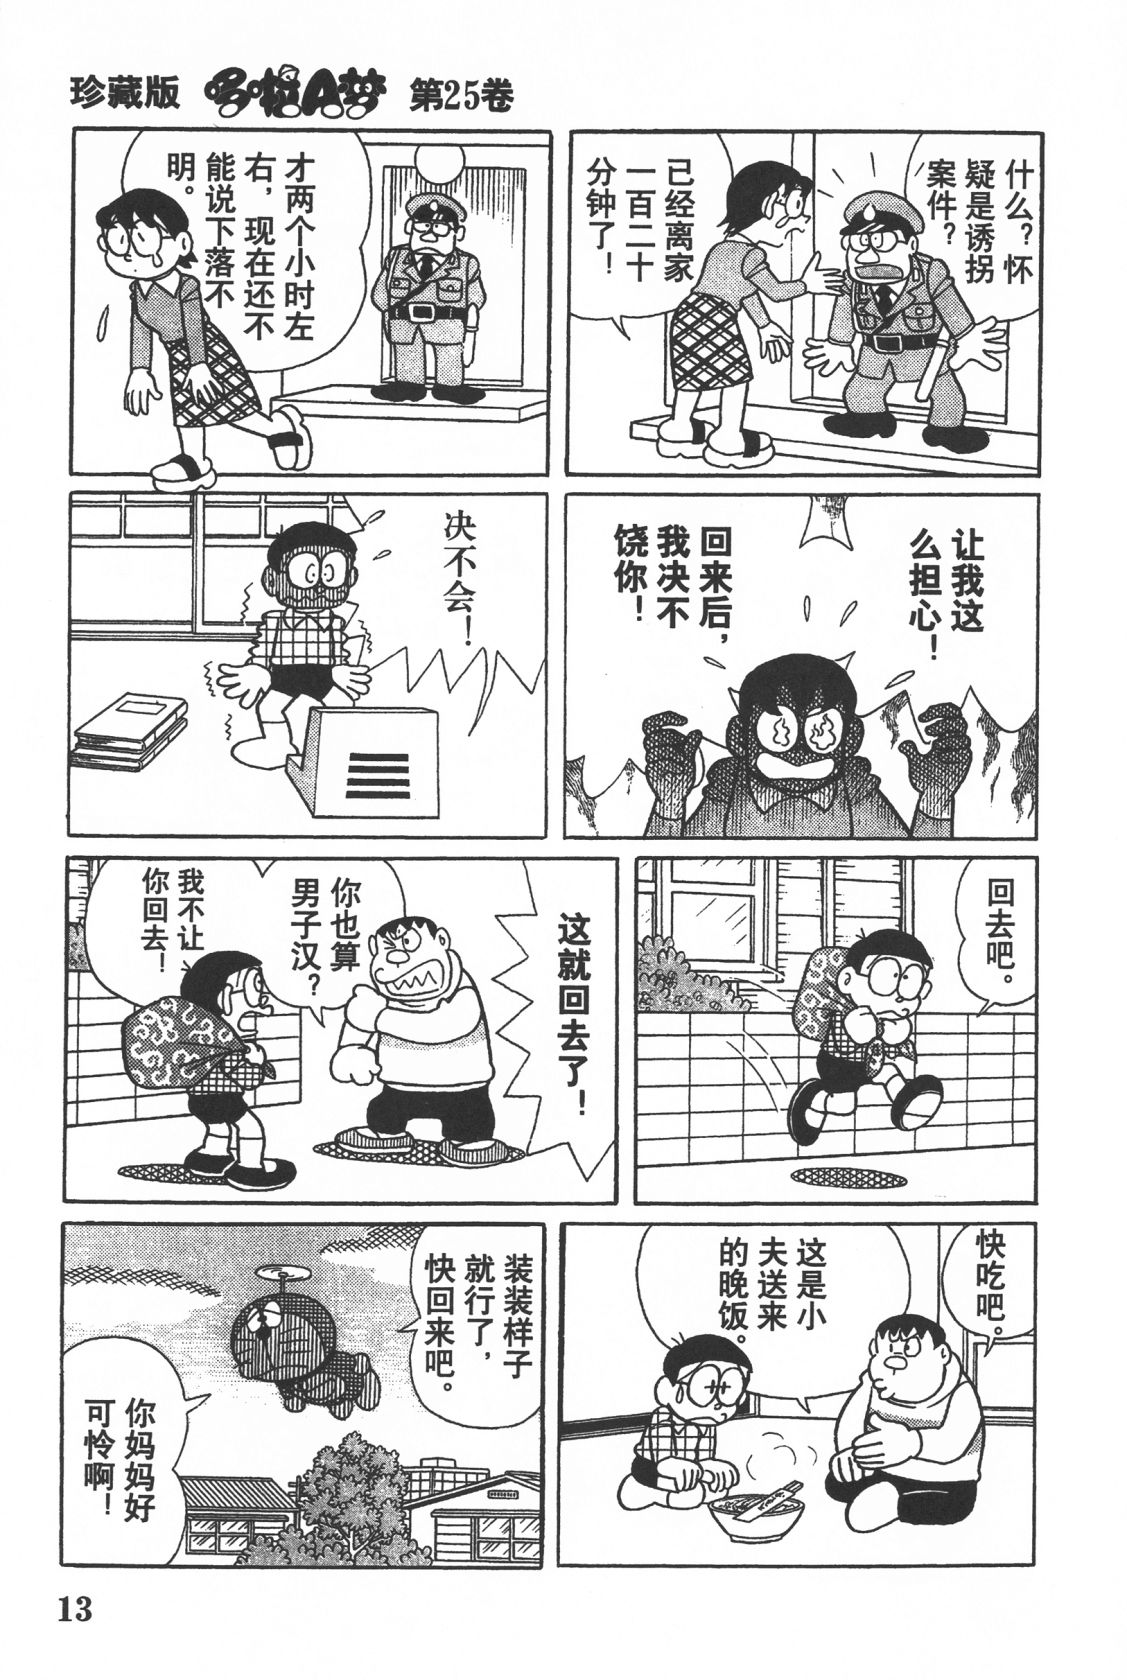 珍藏版 哆啦A梦 第25卷
什么？怀
疑是诱拐
案件？
已经离家
一百二十
分钟了！
才两个小时左
右，现在还不
能说下落不
明。
让我这
么担心！
回来后，
我决不
饶你！
决不会！
回去吧。
这就回去了！
你也算
男子汉？
我不让
你回去！
快吃吧。
这是小
夫送来
的晚饭。
装装样子
就行了，
快回来吧。
你妈妈好
可怜啊！
13